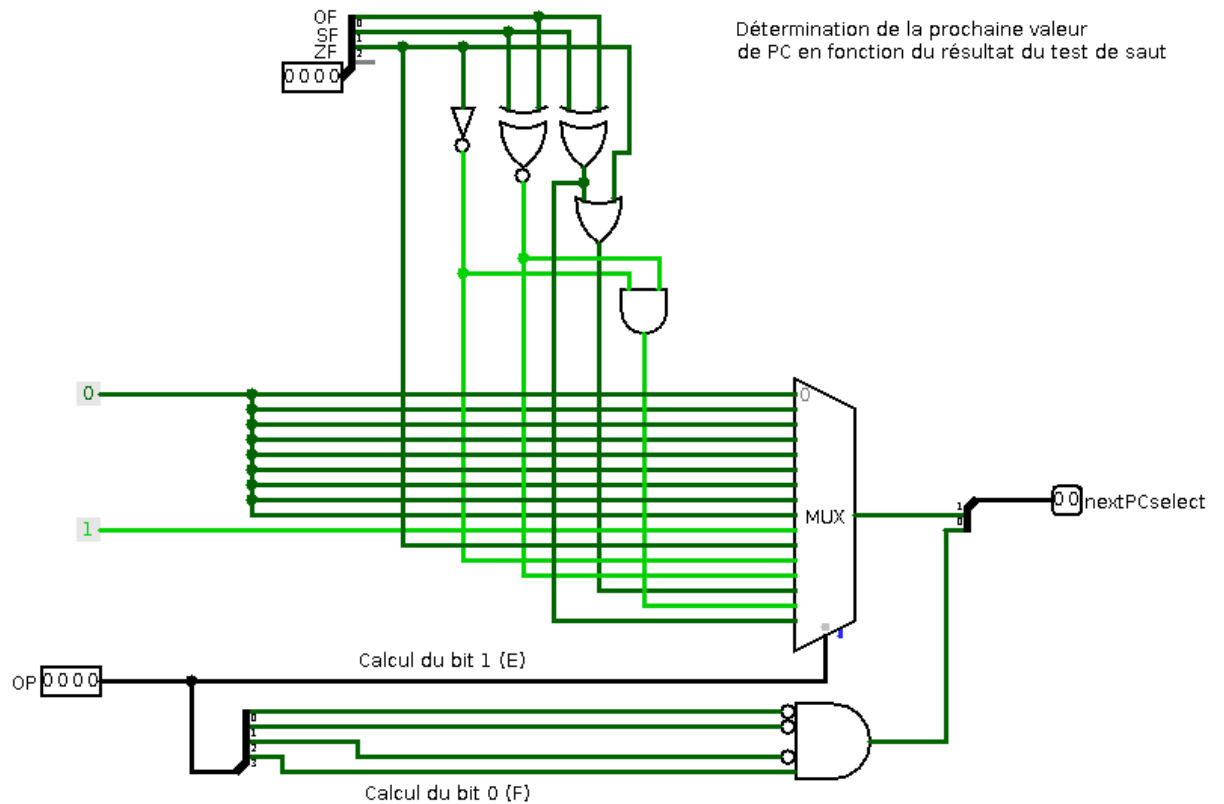 OF
0
SF
1
ZF
2
0000
Détermination de la prochaine valeur
de PC en fonction du résultat du test de saut
0
0
1
MUX
1
0
00
nextPCselect
Calcul du bit 1 (E)
OP
0000
0
1
2
3
Calcul du bit 0 (F)